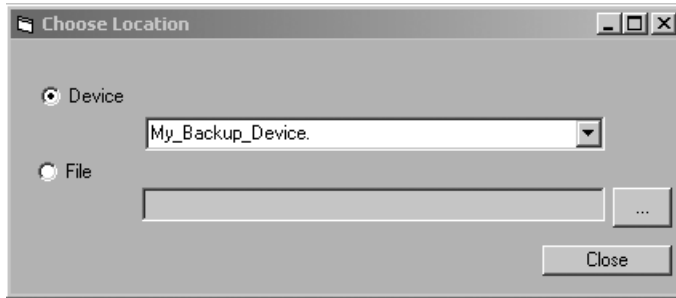 Choose Location
Device
My_Backup_Device.
File
...
Close